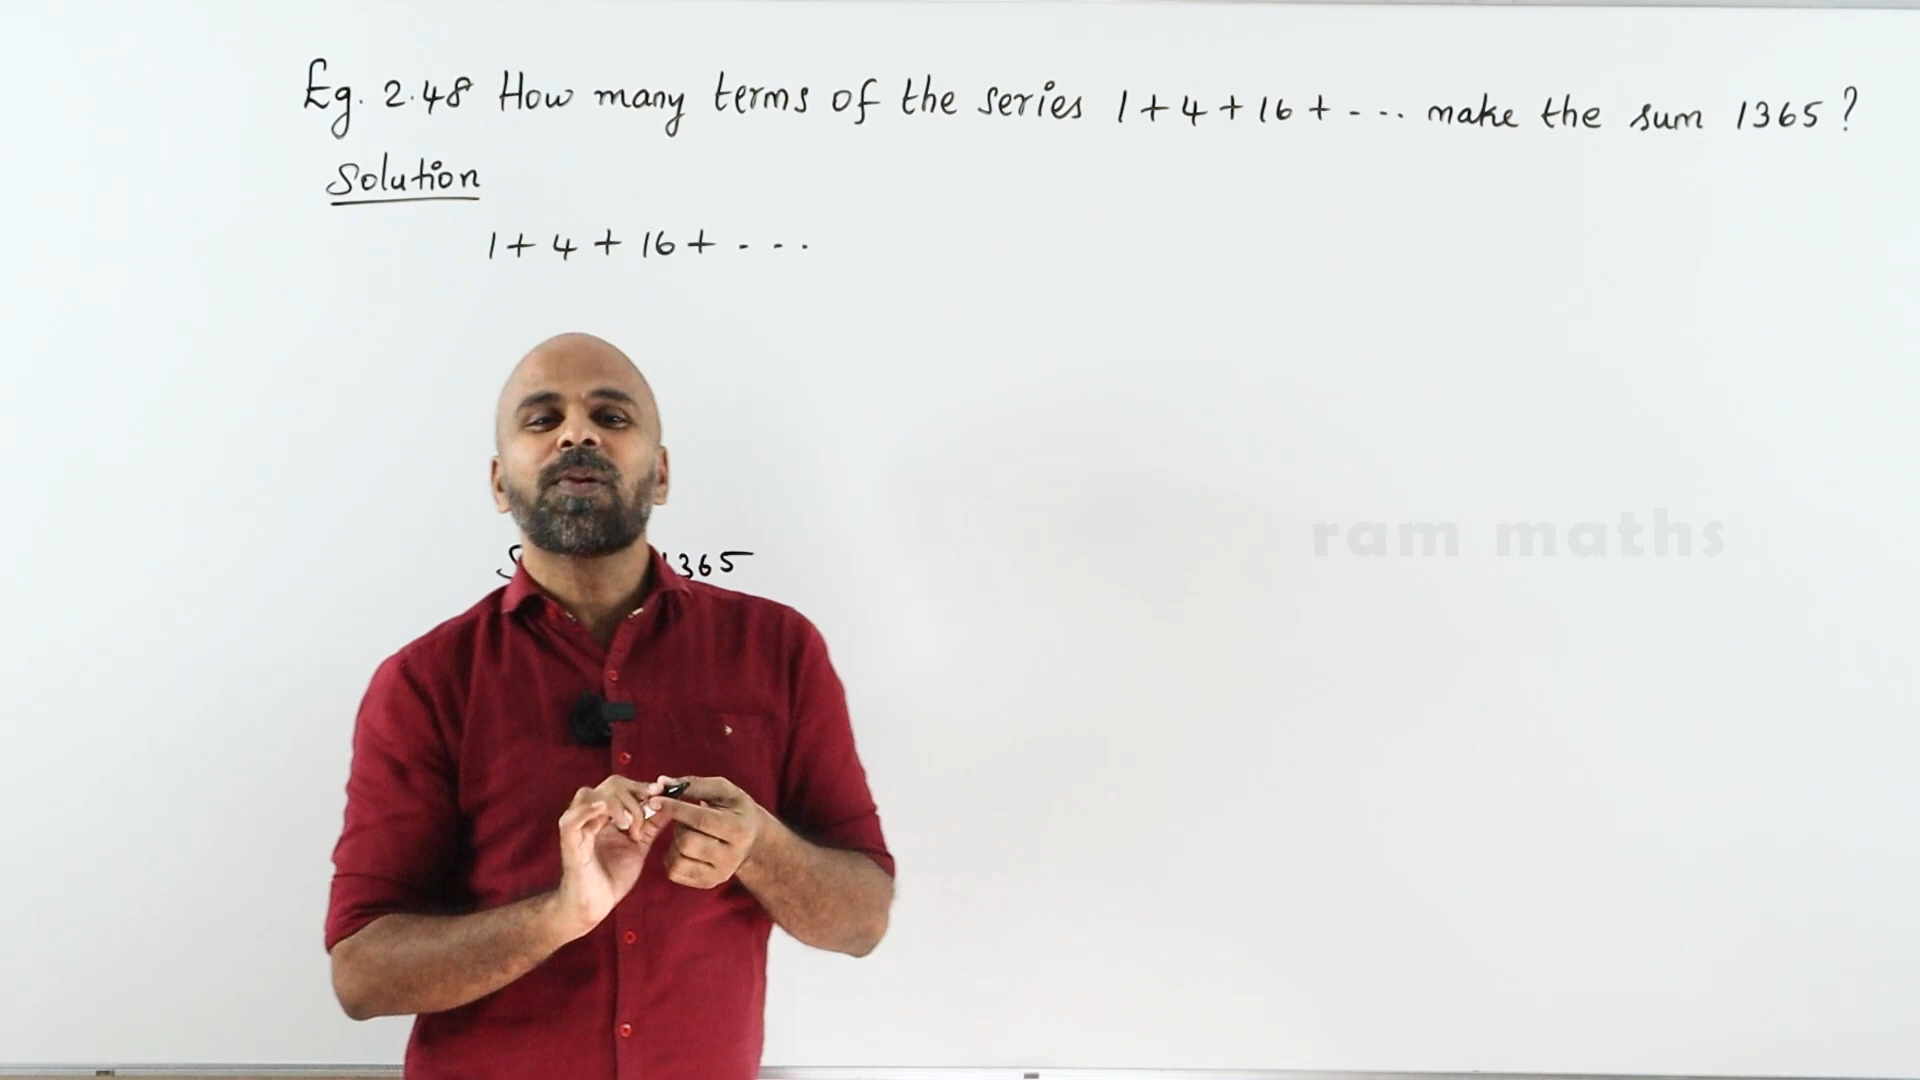 Eg. 2.48 How many terms of the series 1 + 4 + 16 + - - .. make the sum 1365 ?
Solution
1 + 4 + 16 + - - .
ram maths
365